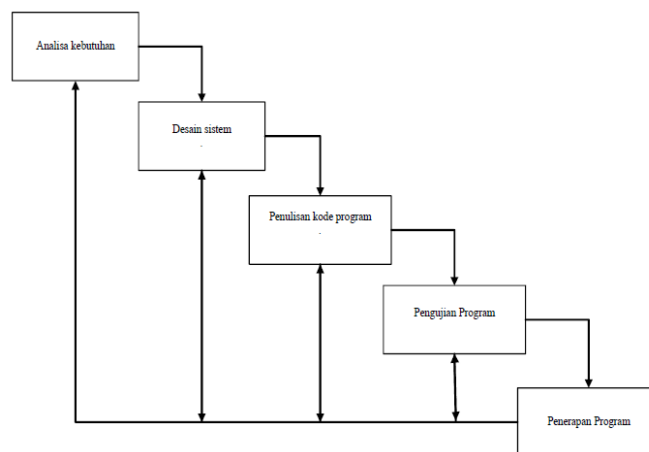 Analisa kebutuhan
Desain sistem
.
Penulisan kode program
.
Pengujian Program
Penerapan Program